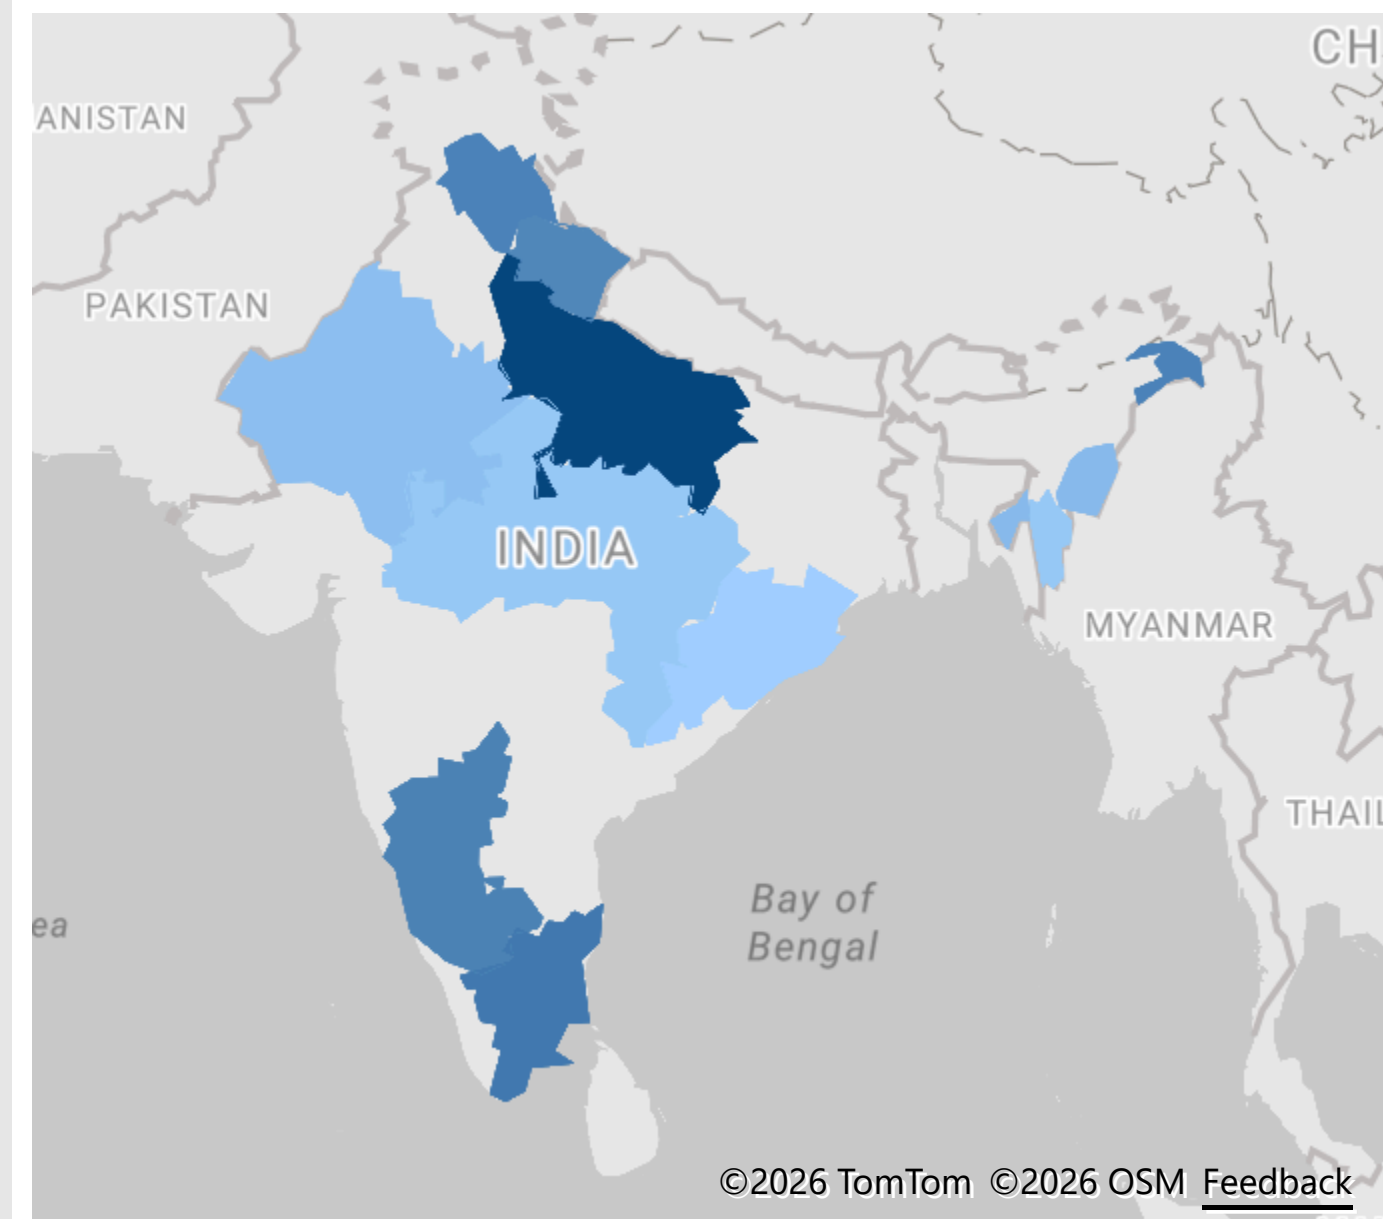 CH
ANISTAN
PAKISTAN
INDIA
MYANMAR
THAIL
Bay of
Bengal
ea
©2026 TomTom ©2026 OSM Feedback